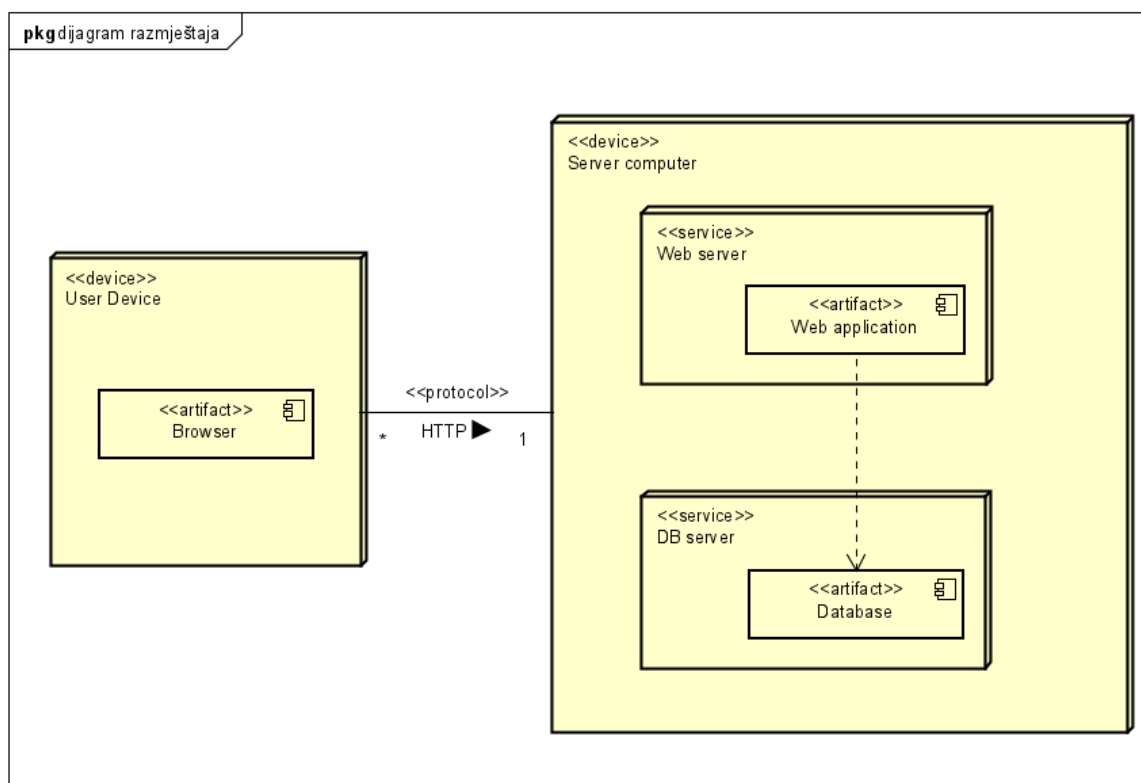 pkg dijagram razmještaja
<<device>>
Server computer
<<service>>
Web server
<<artifact>>
Web application
<<device>>
User Device
<<artifact>>
Browser
<<protocol>>
* HTTP ▶ 1
<<service>>
DB server
<<artifact>>
Database